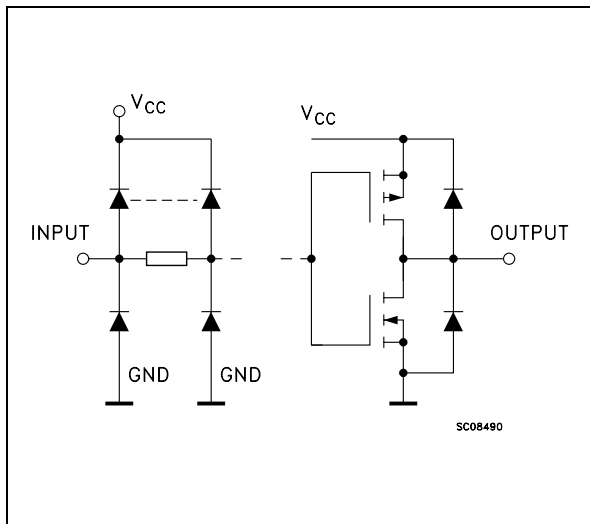 VCC
VCC
INPUT
OUTPUT
GND
GND
SC08490